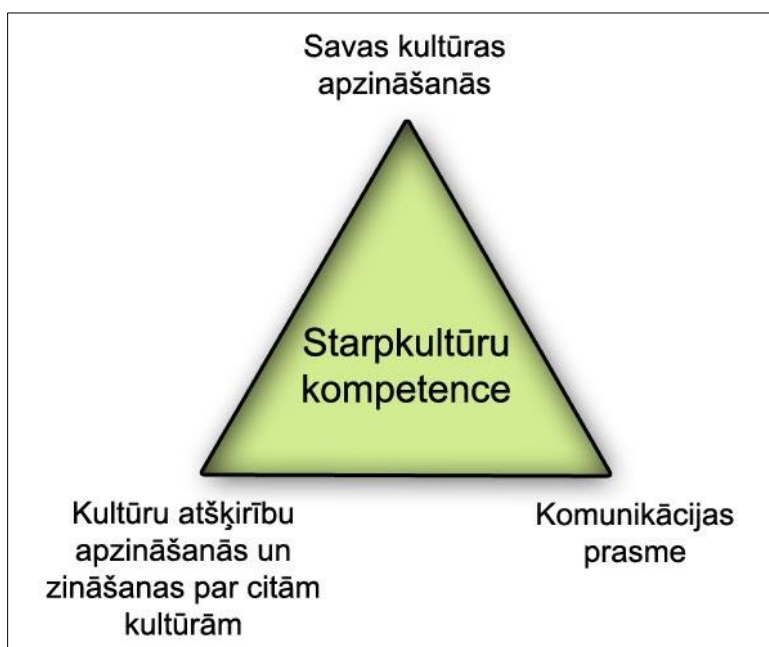 Savas kultūras
apzināšanās
Starpkultūru
kompetence
Kultūru atšķirību
apzināšanās un
zināšanas par citām
kultūrām
Komunikācijas
prasme